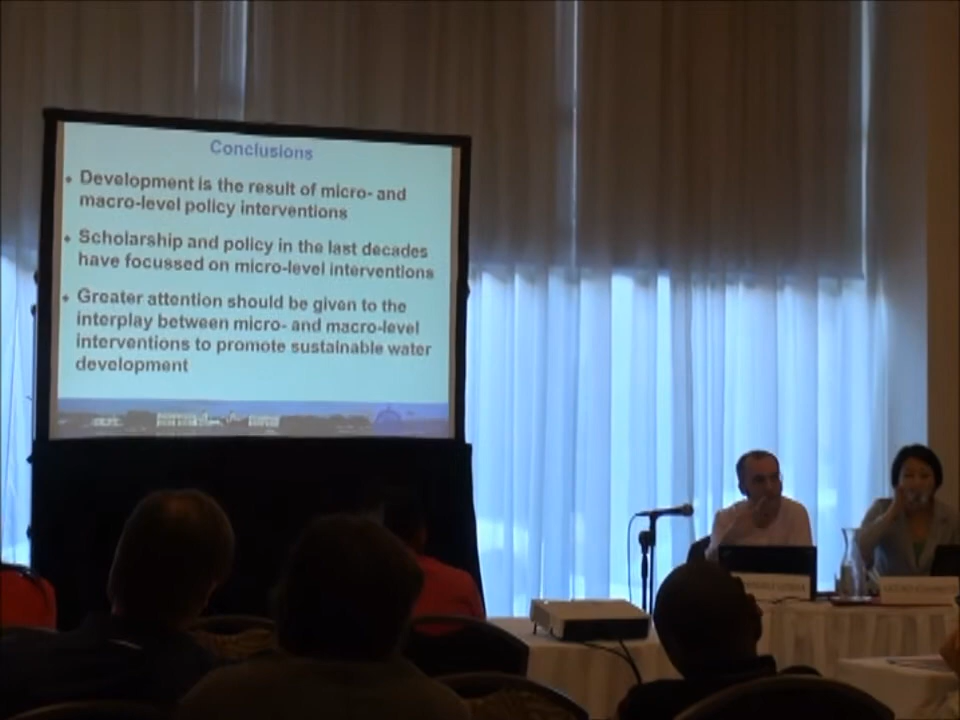 Conclusions
• Development is the result of micro- and
macro-level policy interventions
• Scholarship and policy in the last decades
have focussed on micro-level interventions
• Greater attention should be given to the
interplay between micro- and macro-level
interventions to promote sustainable water
development